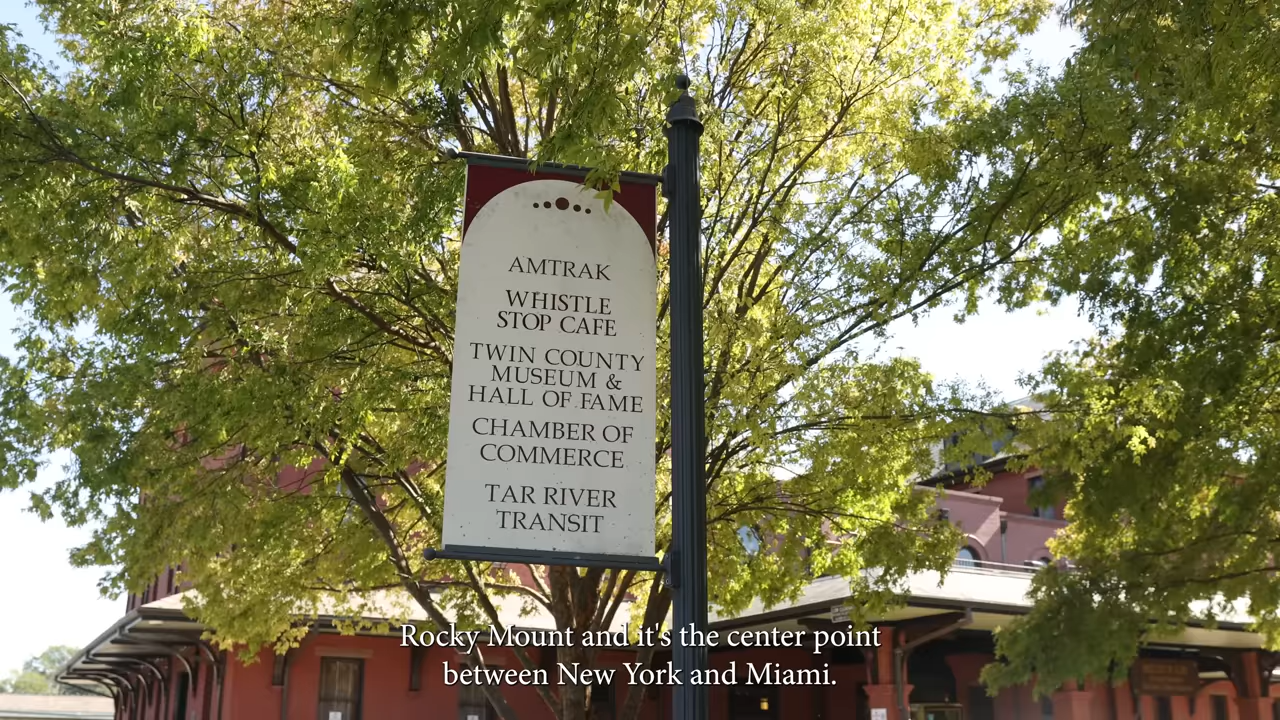 AMTRAK
WHISTLE
STOP CAFE
TWIN COUNTY
MUSEUM &
HALL OF FAME
CHAMBER OF
COMMERCE
TAR RIVER
TRANSIT
Rocky Mount and it's the center point
between New York and Miami.